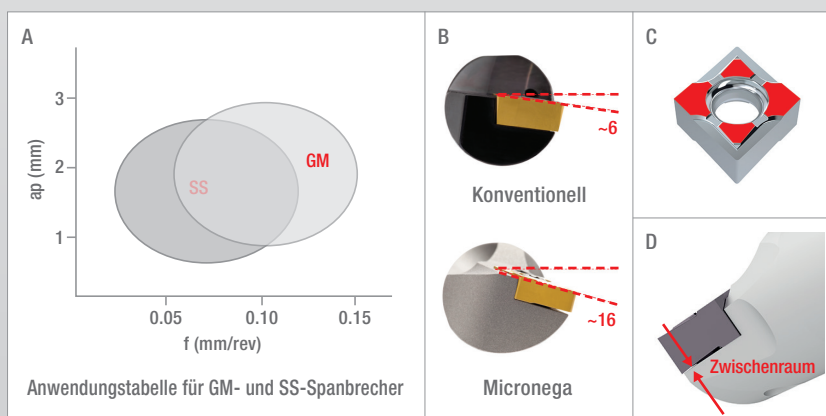 A
ap (mm)
3
2
1
SS
GM
0.05
0.10
0.15
f (mm/rev)
Anwendungstabelle für GM- und SS-Spanbrecher
B
~6
Konventionell
~16
Micronega
C
D
Zwischenraum